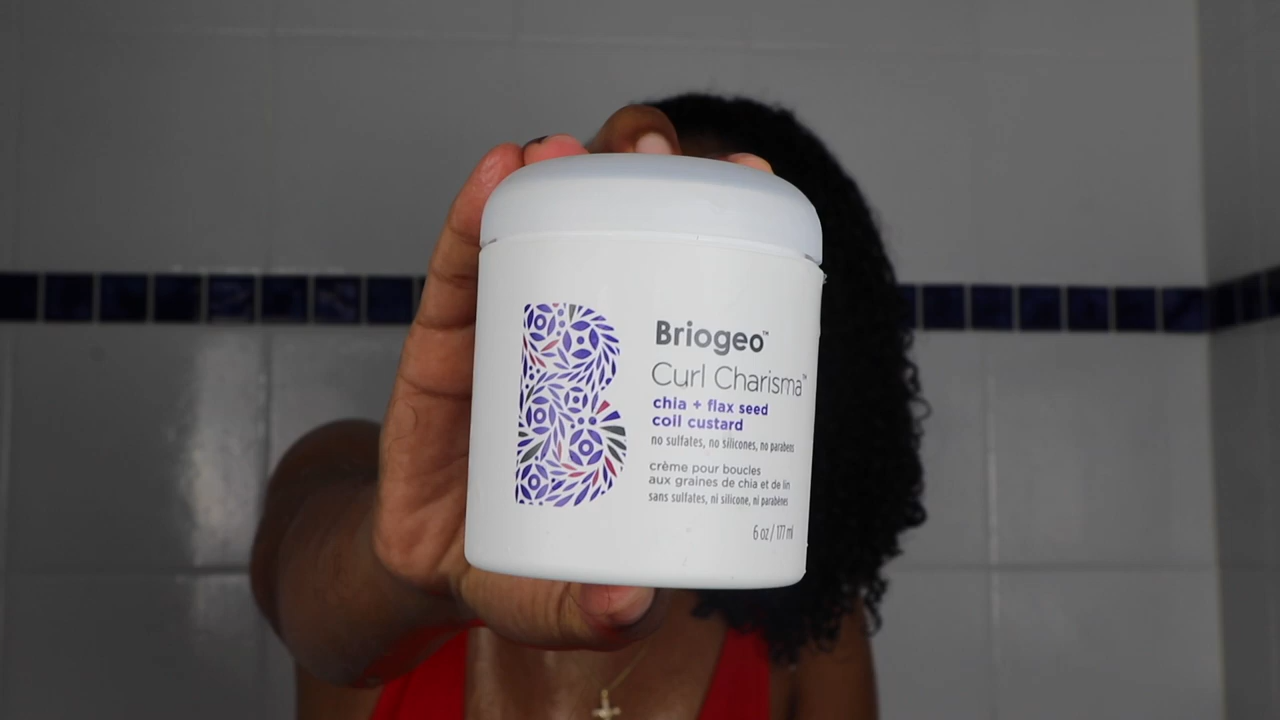 B
Briogeo™
Curl Charisma™
chia + flax seed
coil custard
no sulfates, no silicones, no parabens
crème pour boucles
aux graines de chia et de lin
sans sulfates, ni silicone, ni parabènes
6 oz / 177 ml